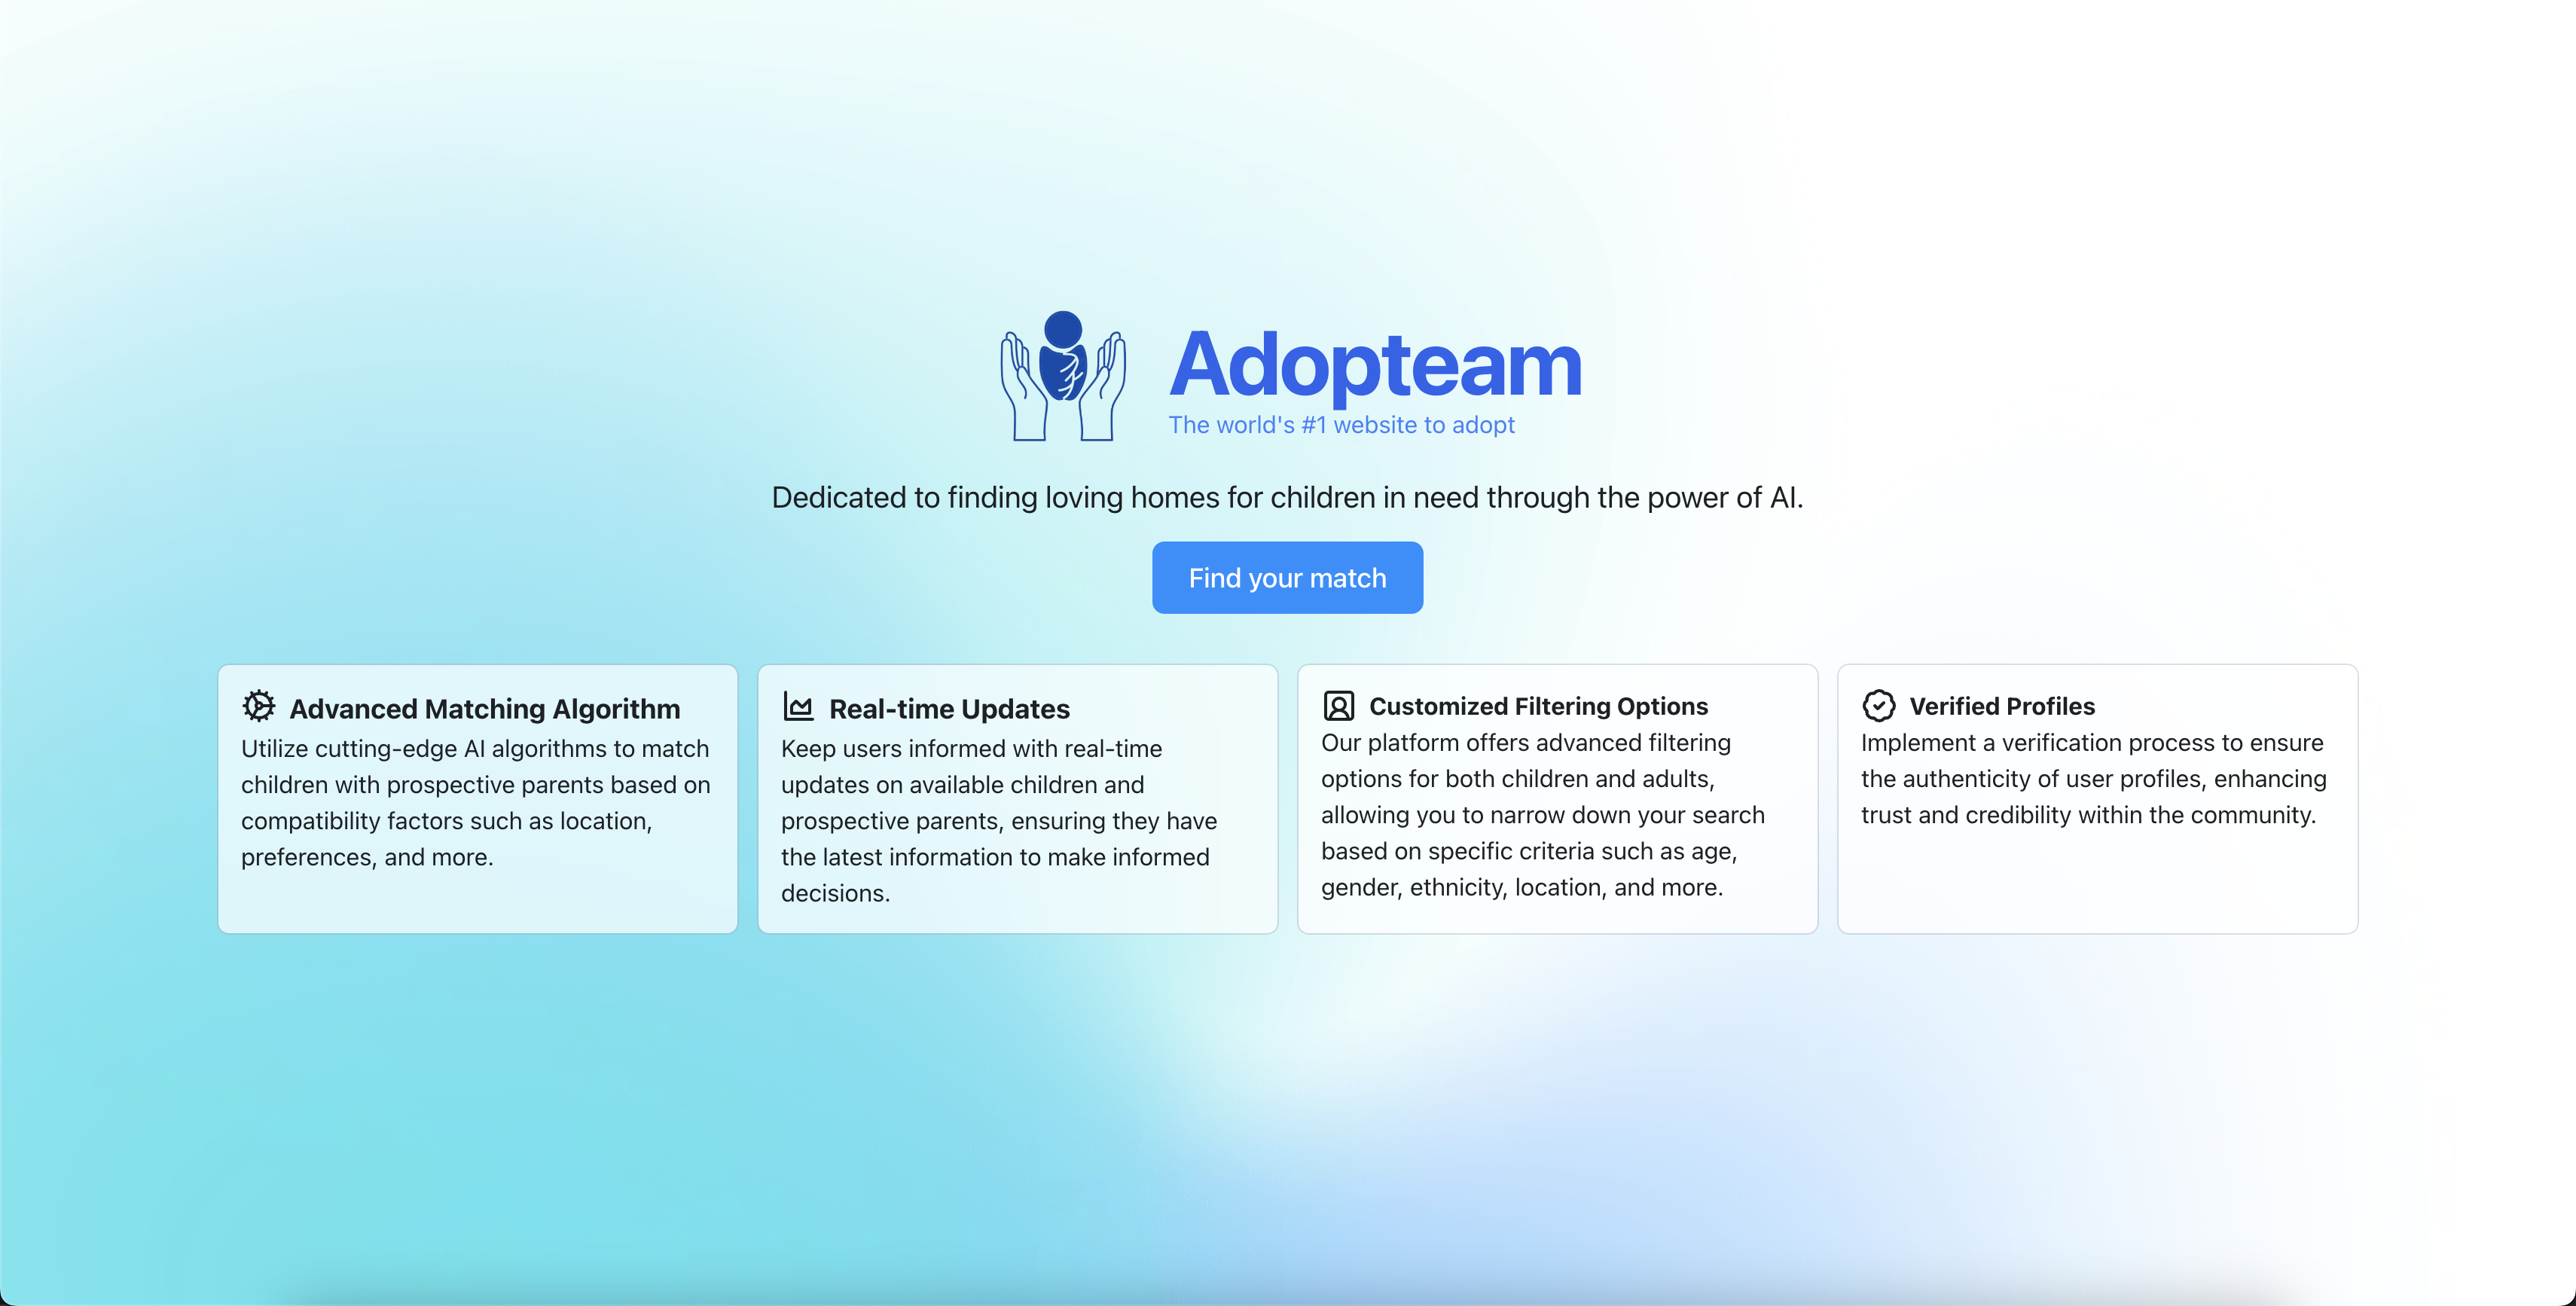 Adopteam
The world's #1 website to adopt
Dedicated to finding loving homes for children in need through the power of AI.
Find your match
Advanced Matching Algorithm
Utilize cutting-edge AI algorithms to match
children with prospective parents based on
compatibility factors such as location,
preferences, and more.
Real-time Updates
Keep users informed with real-time
updates on available children and
prospective parents, ensuring they have
the latest information to make informed
decisions.
Customized Filtering Options
Our platform offers advanced filtering
options for both children and adults,
allowing you to narrow down your search
based on specific criteria such as age,
gender, ethnicity, location, and more.
Verified Profiles
Implement a verification process to ensure
the authenticity of user profiles, enhancing
trust and credibility within the community.